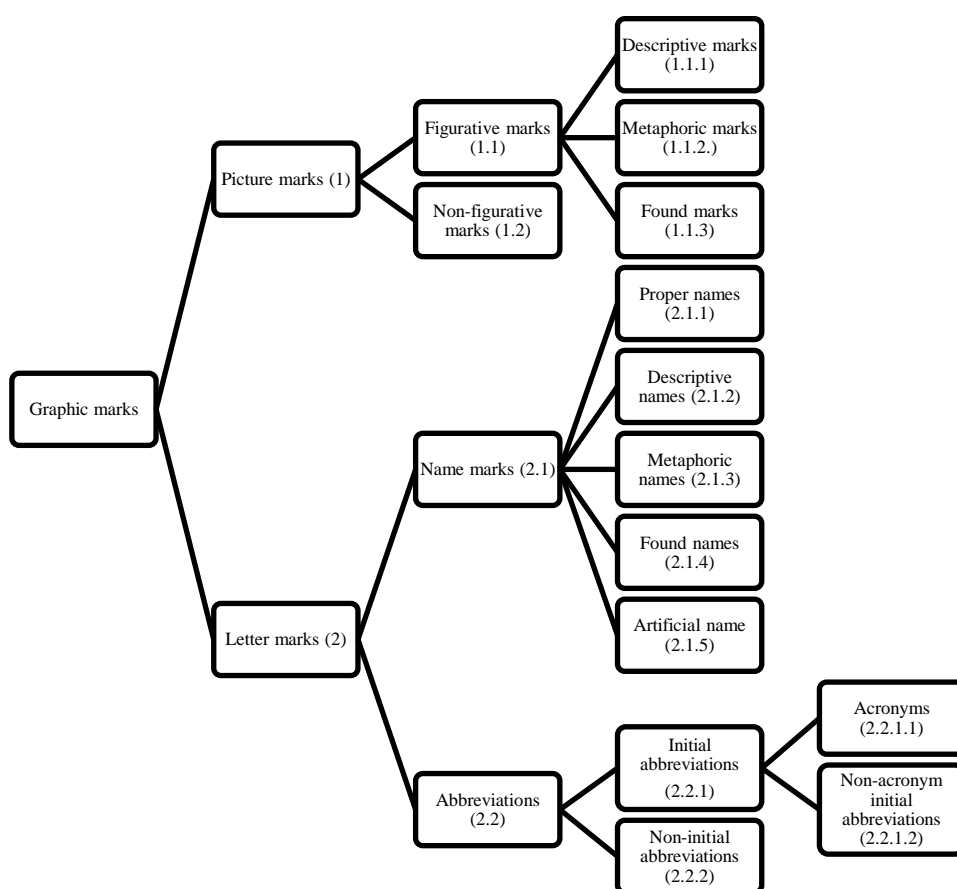 Descriptive marks
(1.1.1)
Figurative marks
(1.1)
Metaphoric marks
(1.1.2.)
Picture marks (1)
Non-figurative
marks (1.2)
Found marks
(1.1.3)
Proper names
(2.1.1)
Graphic marks
Descriptive
names (2.1.2)
Name marks (2.1)
Metaphoric
names (2.1.3)
Found names
(2.1.4)
Letter marks (2)
Artificial name
(2.1.5)
Abbreviations
(2.2)
Initial
abbreviations
(2.2.1)
Acronyms
(2.2.1.1)
Non-acronym
initial
abbreviations
(2.2.1.2)
Non-initial
abbreviations
(2.2.2)